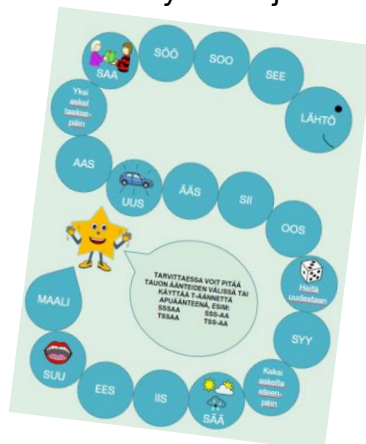 LÄHTÖ
SEE
SOO
SÖÖ
SAA
Yksi
askel
taakse-
päin
AAS
UUS
ÄÄS
SII
OOS
Heitä
uudestaan
SYY
Kaksi
askelta
eteen-
päin
SÄÄ
IIS
EES
SUU
MAALI
TARVITTAESSA VOIT PITÄÄ
TAUON ÄÄNTEIDEN VÄLISSÄ TAI
KÄYTTÄÄ T-ÄÄNNETTÄ
APUÄÄNTEENÄ, ESIM:
SSSAA SSS-AA
TSSAA TSS-AA